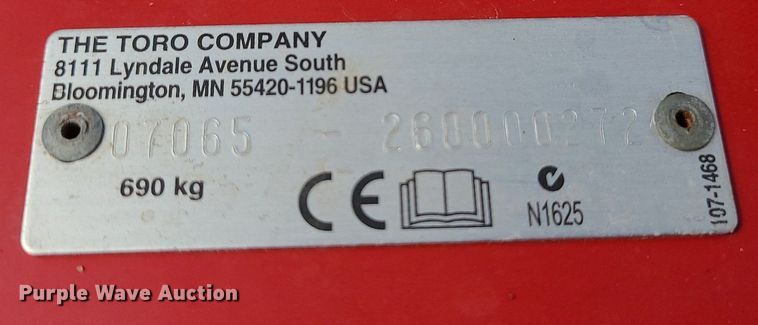 THE TORO COMPANY
8111 Lyndale Avenue South
Bloomington, MN 55420-1196 USA
07065 - 260000272
690 kg
CE
N1625
107-1468
Purple Wave Auction